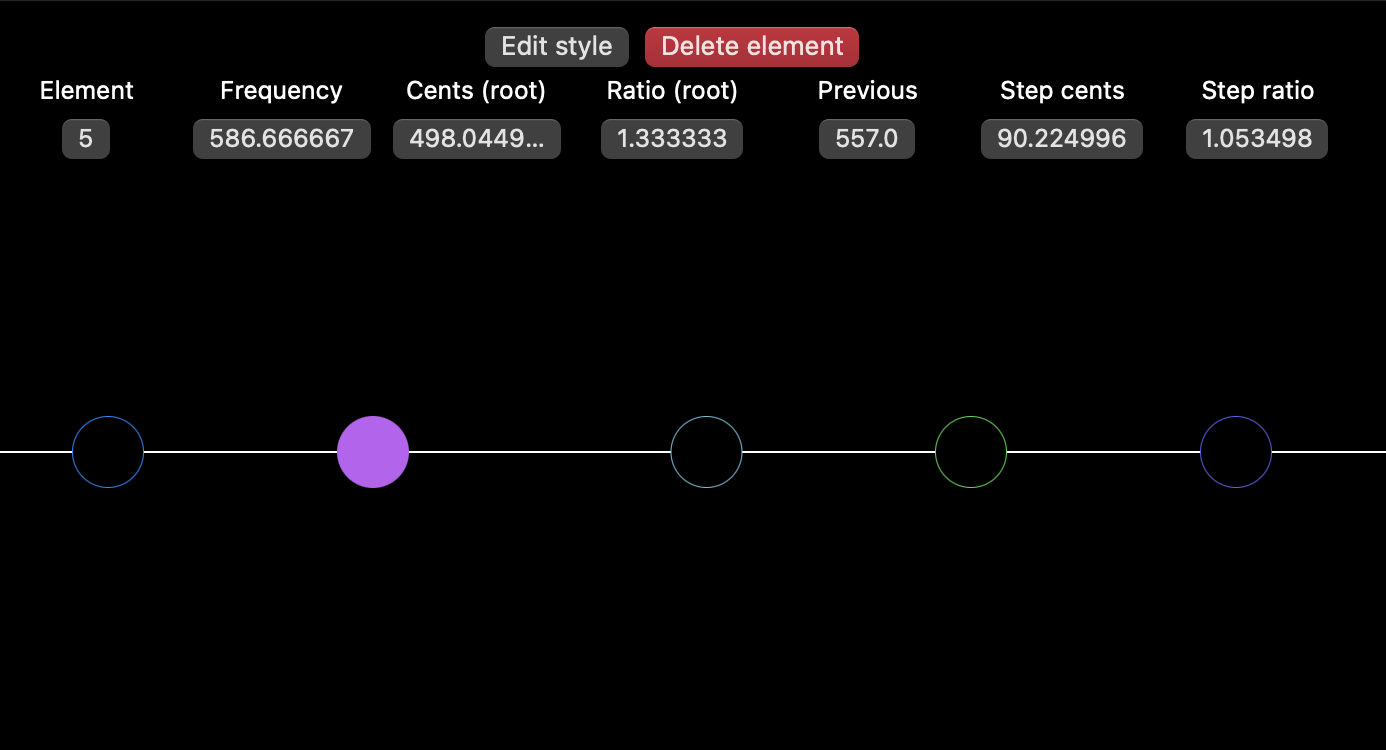 Edit style Delete element
Element Frequency Cents (root) Ratio (root) Previous Step cents Step ratio
5 586.666667 498.0449... 1.333333 557.0 90.224996 1.053498